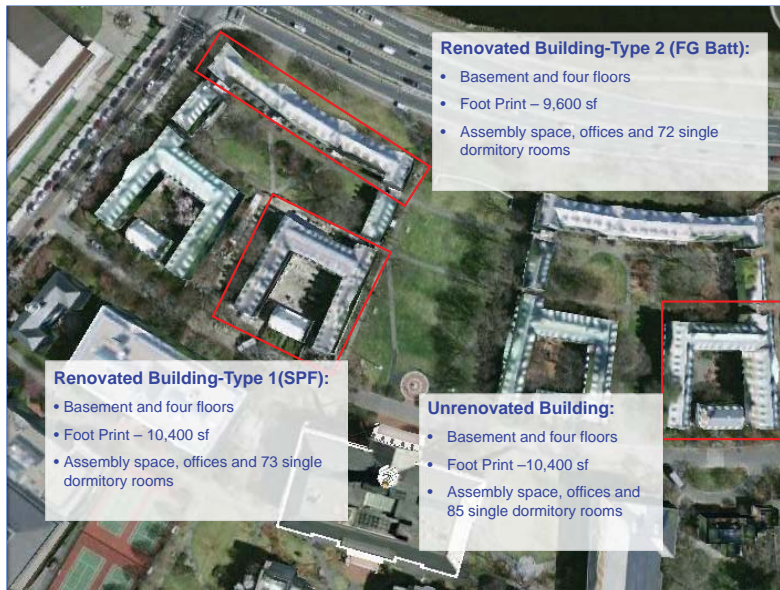 Renovated Building-Type 2 (FG Batt):
• Basement and four floors
• Foot Print – 9,600 sf
• Assembly space, offices and 72 single
dormitory rooms
Renovated Building-Type 1(SPF):
• Basement and four floors
• Foot Print – 10,400 sf
• Assembly space, offices and 73 single
dormitory rooms
Unrenovated Building:
• Basement and four floors
• Foot Print –10,400 sf
• Assembly space, offices and
85 single dormitory rooms